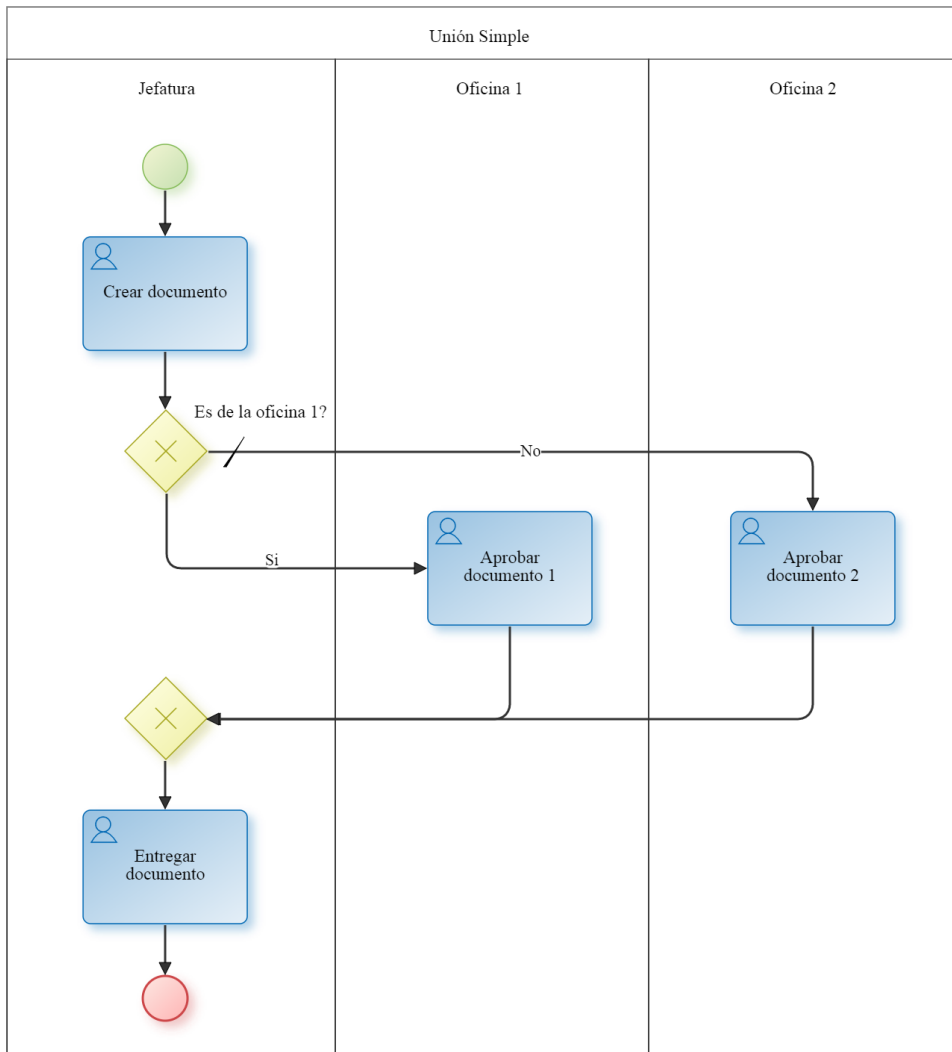 Unión Simple
Jefatura
Oficina 1
Oficina 2
Crear documento
Es de la oficina 1?
No
Si
Aprobar
documento 1
Aprobar
documento 2
Entregar
documento